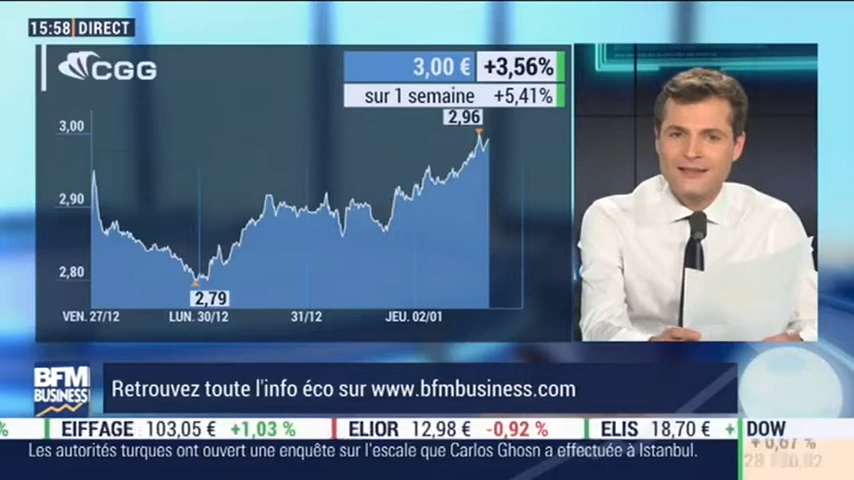 15:58 DIRECT
CGG
3,00 € +3,56%
sur 1 semaine +5,41%
2,96
3,00
2,90
2,80
2,79
VEN. 27/12 LUN. 30/12 31/12 JEU. 02/01
BFM
BUSINESS
Retrouvez toute l'info éco sur www.bfmbusiness.com
% EIFFAGE 103,05 € +1,03 % ELIOR 12,98 € -0,92 % ELIS 18,70 € + DOW
Les autorités turques ont ouvert une enquête sur l'escale que Carlos Ghosn a effectuée à Istanbul.